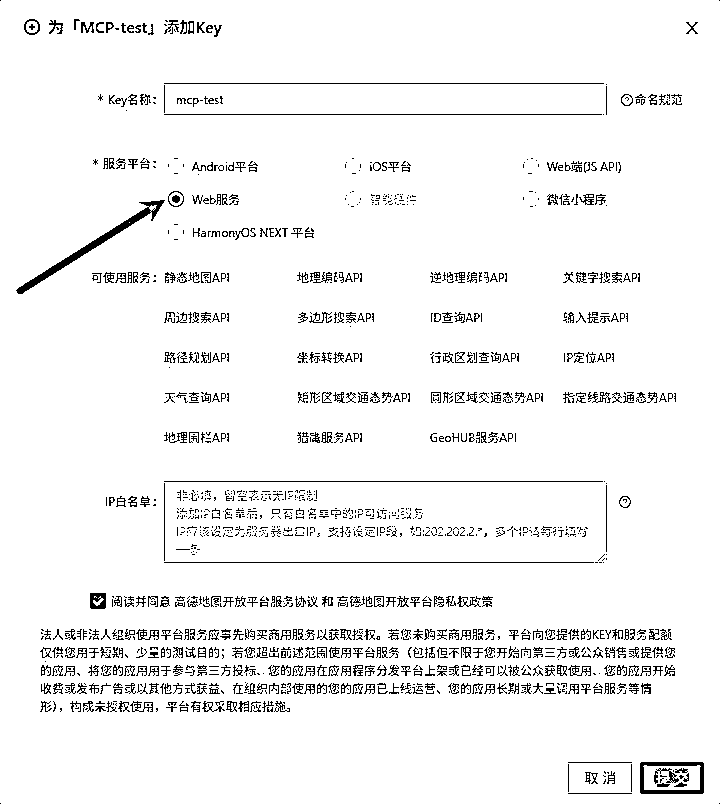 为「MCP-test」添加Key
* Key名称: mcp-test 命名规范
* 服务平台: Android平台 iOS平台 Web端(JS API)
Web服务 智能硬件 微信小程序
HarmonyOS NEXT 平台
可使用服务: 静态地图API 地理编码API 逆地理编码API 关键字搜索API
周边搜索API 多边形搜索API ID查询API 输入提示API
路径规划API 坐标转换API 行政区划查询API IP定位API
天气查询API 矩形区域交通态势API 圆形区域交通态势API 指定线路交通态势API
地理围栏API 猎鹰服务API GeoHUB服务API
IP白名单: 非必填，留空表示无IP限制
添加IP白名单后，只有白名单中的IP可访问服务
IP应该设定为服务器出口IP。支持设定IP段，如:202.202.2.*，多个IP请每行填写
一条
阅读并同意 高德地图开放平台服务协议 和 高德地图开放平台隐私权政策
法人或非法人组织使用平台服务应事先购买商用服务以获取授权。若您未购买商用服务，平台向您提供的KEY和服务配额
仅供您用于短期、少量的测试目的；若您超出前述范围使用平台服务（包括但不限于您开始向第三方或公众销售或提供您
的应用、将您的应用用于参与第三方投标、您的应用在应用程序分发平台上架或已经可以被公众获取使用、您的应用开始
收费或发布广告或以其他方式获益、在组织内部使用的您的应用已上线运营、您的应用长期或大量调用平台服务等情
形），构成未授权使用，平台有权采取相应措施。
取 消 提 交